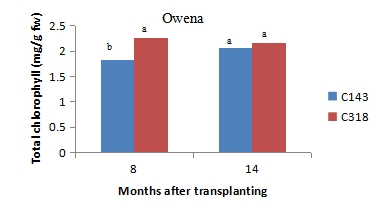 Owena
Total chlorophyll (mg/g fw)
2.5
2
1.5
1
0.5
0
b
a
a
a
8
14
Months after transplanting
C143
C318